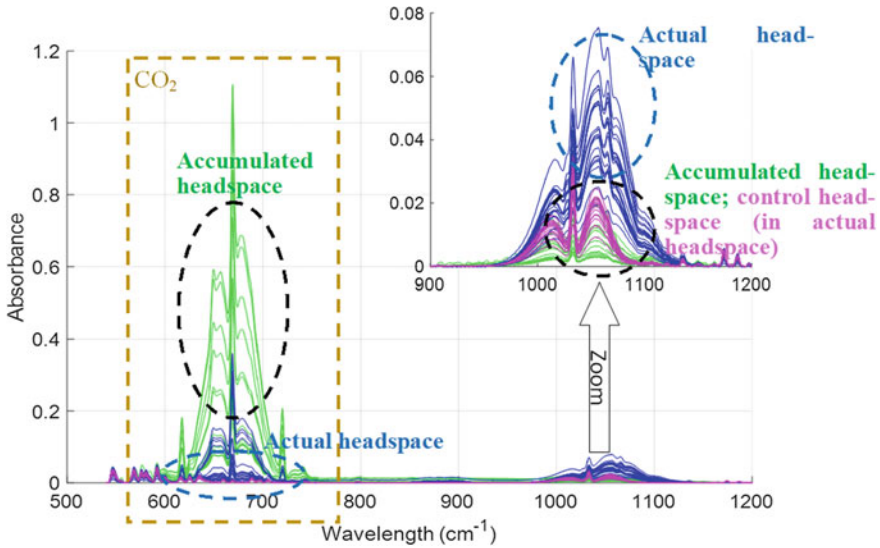 0.08
0.06
0.04
0.02
0
900
1000
1100
1200
Actual head-
space
Accumulated head-
space; control head-
space (in actual
headspace)
Zoom
1.2
1
0.8
0.6
0.4
0.2
0
Absorbance
CO₂
Accumulated
headspace
Actual headspace
500
600
700
800
900
1000
1100
1200
Wavelength (cm⁻¹)